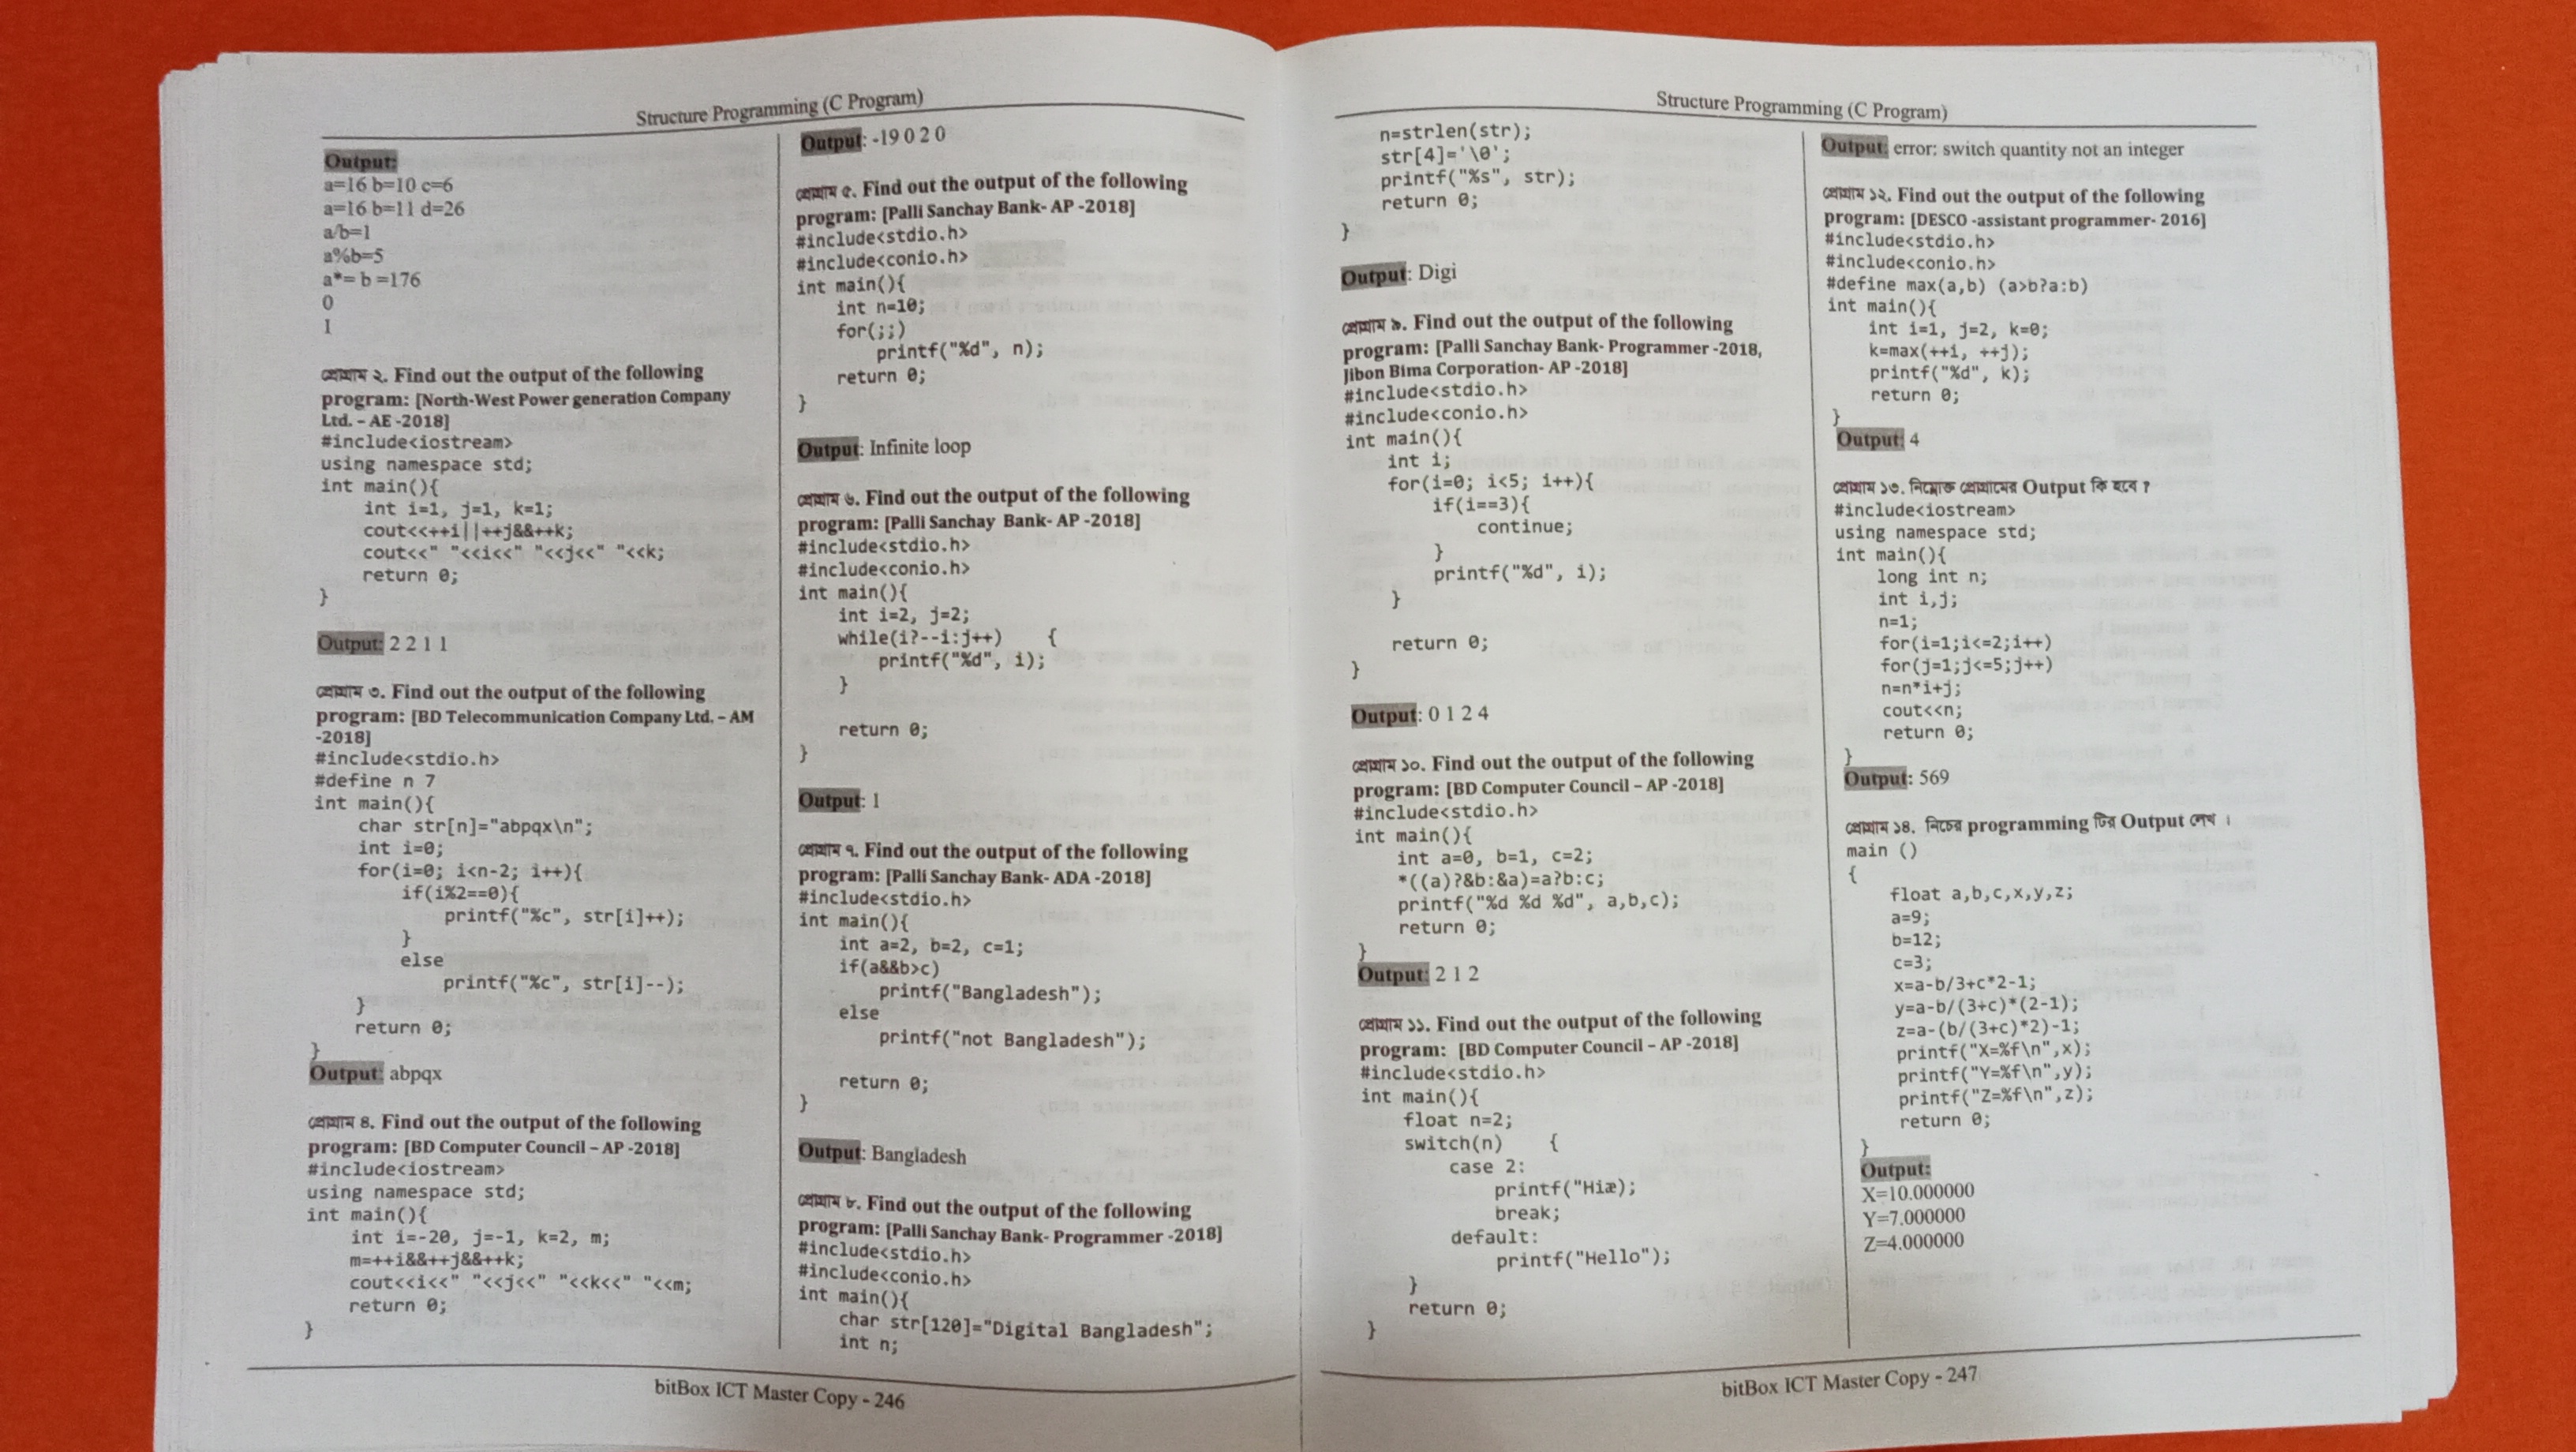 Structure Programming (C Program)
Output:
a=16 b=10 c=6
a=16 b=11 d=26
a/b=1
a%b=5
a*= b =176
0
1
প্রোগ্রাম ২. Find out the output of the following
program: [North-West Power generation Company
Ltd. – AE -2018]
#include<iostream>
using namespace std;
int main(){
int i=1, j=1, k=1;
cout<<++i||++j&&++k;
cout<<" "<<i<<" "<<j<<" "<<k;
return 0;
}
Output: 2 2 1 1
প্রোগ্রাম ৩. Find out the output of the following
program: [BD Telecommunication Company Ltd. – AM
-2018]
#include<stdio.h>
#define n 7
int main(){
char str[n]="abpqx\n";
int i=0;
for(i=0; i<n-2; i++){
if(i%2==0){
printf("%c", str[i]++);
}
else
printf("%c", str[i]--);
}
return 0;
}
Output: abpqx
প্রোগ্রাম ৪. Find out the output of the following
program: [BD Computer Council – AP -2018]
#include<iostream>
using namespace std;
int main(){
int i=-20, j=-1, k=2, m;
m=++i&&++j&&++k;
cout<<i<<" "<<j<<" "<<k<<" "<<m;
return 0;
}
Output: -19 0 2 0
প্রোগ্রাম ৫. Find out the output of the following
program: [Palli Sanchay Bank- AP -2018]
#include<stdio.h>
#include<conio.h>
int main(){
int n=10;
for(;;)
printf("%d", n);
return 0;
}
Output: Infinite loop
প্রোগ্রাম ৬. Find out the output of the following
program: [Palli Sanchay Bank- AP -2018]
#include<stdio.h>
#include<conio.h>
int main(){
int i=2, j=2;
while(i?--i:j++) {
printf("%d", i);
}
return 0;
}
Output: 1
প্রোগ্রাম ৭. Find out the output of the following
program: [Palli Sanchay Bank- ADA -2018]
#include<stdio.h>
int main(){
int a=2, b=2, c=1;
if(a&&b>c)
printf("Bangladesh");
else
printf("not Bangladesh");
return 0;
}
Output: Bangladesh
প্রোগ্রাম ৮. Find out the output of the following
program: [Palli Sanchay Bank- Programmer -2018]
#include<stdio.h>
#include<conio.h>
int main(){
char str[120]="Digital Bangladesh";
int n;
bitBox ICT Master Copy - 246
Structure Programming (C Program)
n=strlen(str);
str[4]='\0';
printf("%s", str);
return 0;
}
Output: Digi
প্রোগ্রাম ৯. Find out the output of the following
program: [Palli Sanchay Bank- Programmer -2018,
Jibon Bima Corporation- AP -2018]
#include<stdio.h>
#include<conio.h>
int main(){
int i;
for(i=0; i<5; i++){
if(i==3){
continue;
}
printf("%d", i);
}
return 0;
}
Output: 0 1 2 4
প্রোগ্রাম ১০. Find out the output of the following
program: [BD Computer Council – AP -2018]
#include<stdio.h>
int main(){
int a=0, b=1, c=2;
*((a)?&b:&a)=a?b:c;
printf("%d %d %d", a,b,c);
return 0;
}
Output: 2 1 2
প্রোগ্রাম ১১. Find out the output of the following
program: [BD Computer Council – AP -2018]
#include<stdio.h>
int main(){
float n=2;
switch(n) {
case 2:
printf("Hiæ);
break;
default:
printf("Hello");
}
return 0;
}
Output: error: switch quantity not an integer
প্রোগ্রাম ১২. Find out the output of the following
program: [DESCO -assistant programmer- 2016]
#include<stdio.h>
#include<conio.h>
#define max(a,b) (a>b?a:b)
int main(){
int i=1, j=2, k=0;
k=max(++i, ++j);
printf("%d", k);
return 0;
}
Output: 4
প্রোগ্রাম ১৩. নিম্নোক্ত প্রোগ্রামের Output কি হবে ?
#include<iostream>
using namespace std;
int main(){
long int n;
int i,j;
n=1;
for(i=1;i<=2;i++)
for(j=1;j<=5;j++)
n=n*i+j;
cout<<n;
return 0;
}
Output: 569
প্রোগ্রাম ১৪. নিচের programming টির Output লেখ ।
main ()
{
float a,b,c,x,y,z;
a=9;
b=12;
c=3;
x=a-b/3+c*2-1;
y=a-b/(3+c)*(2-1);
z=a-(b/(3+c)*2)-1;
printf("X=%f\n",x);
printf("Y=%f\n",y);
printf("Z=%f\n",z);
return 0;
}
Output:
X=10.000000
Y=7.000000
Z=4.000000
bitBox ICT Master Copy - 247